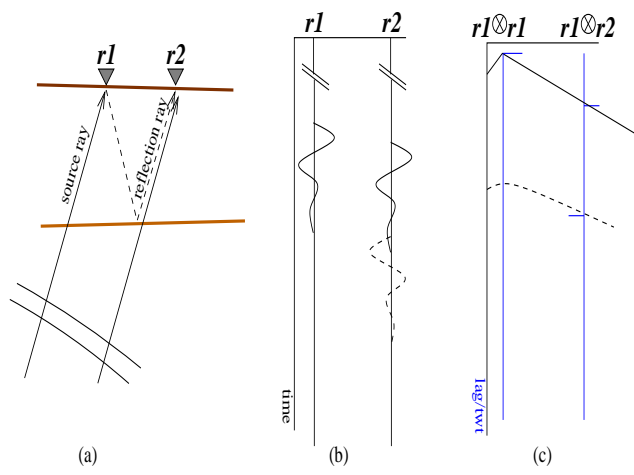 r1 r2
source ray
reflection ray
(a)
r1 r2
time
(b)
r1⊗r1 r1⊗r2
lag/twt
(c)